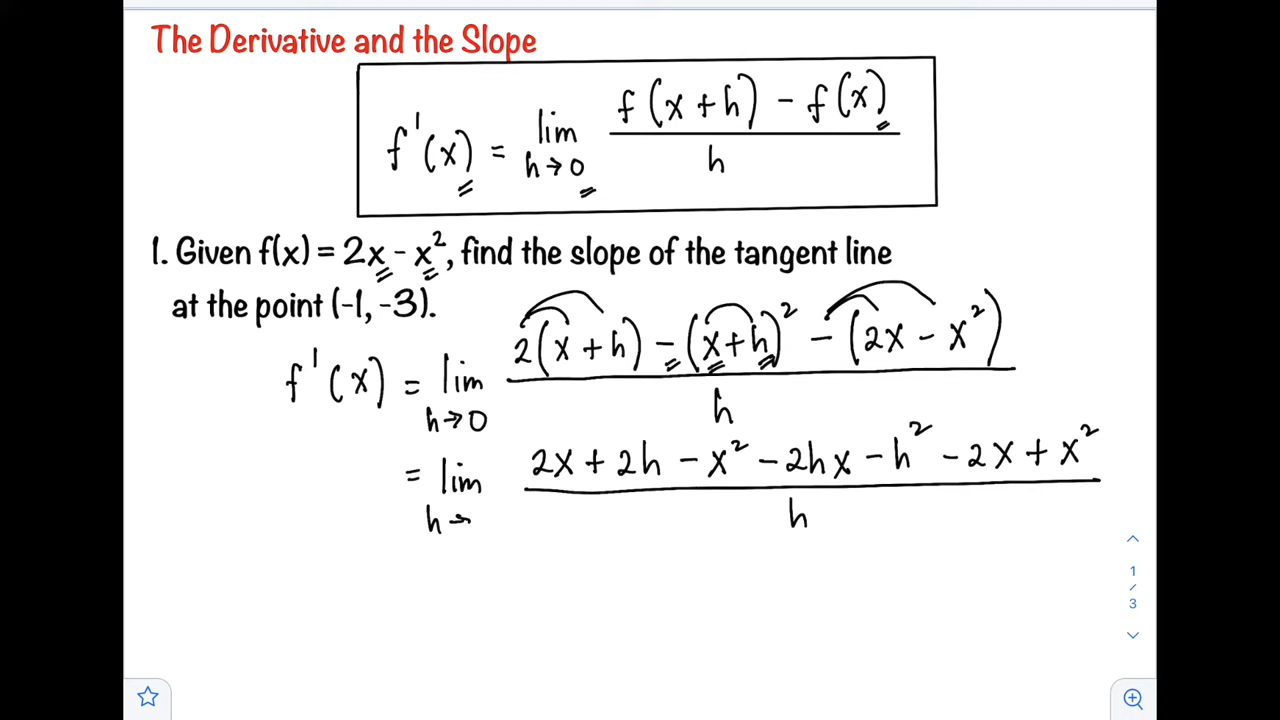 The Derivative and the Slope
f'(x) = lim h→0 (f(x+h) - f(x))/h
1. Given f(x) = 2x - x², find the slope of the tangent line
at the point (-1, -3).
f'(x) = lim h→0 (2(x+h) - (x+h)² - (2x - x²))/h
= lim h→ (2x + 2h - x² - 2hx - h² - 2x + x²)/h
1
/
3